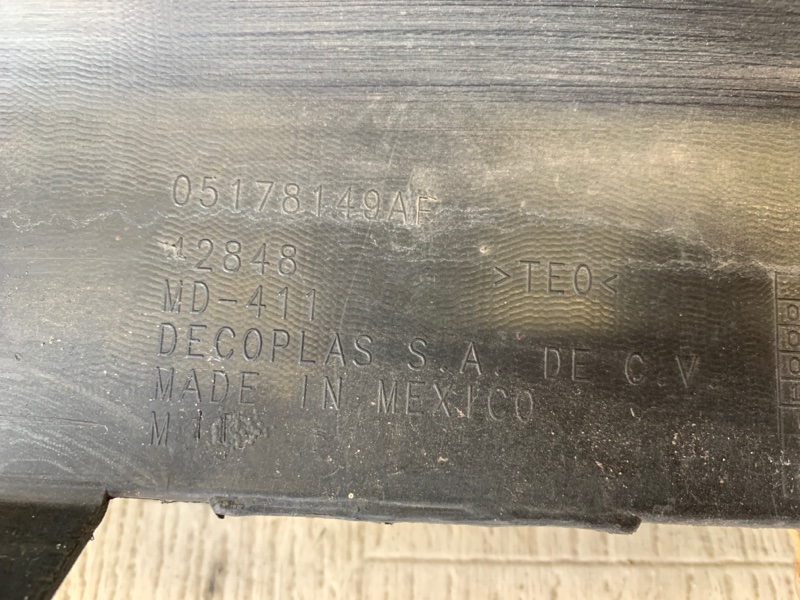 05178149AF
12848
>TEO<
MD-411
DECOPLAS S.A. DE C.V.
MADE IN MEXICO